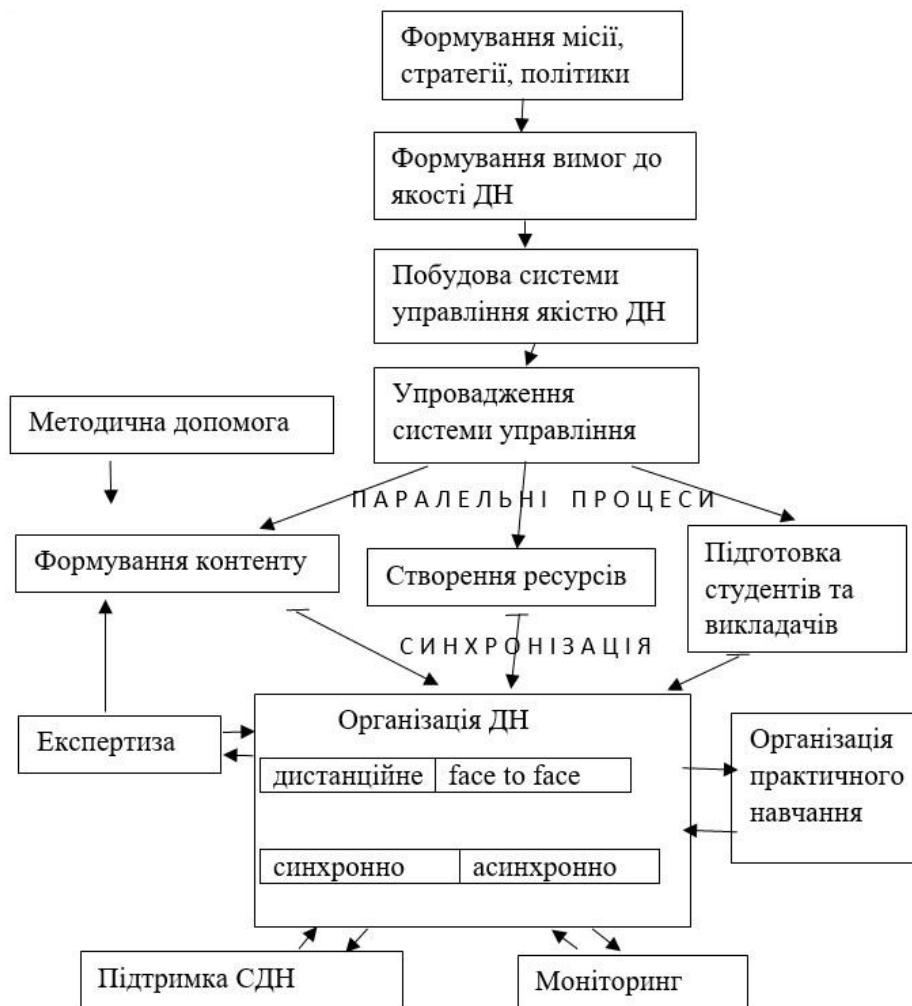 Формування місії,
стратегії, політики
Формування вимог до
якості ДН
Побудова системи
управління якістю ДН
Упровадження
системи управління
Методична допомога
ПАРАЛЕЛЬНІ ПРОЦЕСИ
Формування контенту
Створення ресурсів
Підготовка
студентів та
викладачів
СИНХРОНІЗАЦІЯ
Експертиза
Організація ДН
дистанційне face to face
синхронно асинхронно
Організація
практичного
навчання
Підтримка СДН
Моніторинг